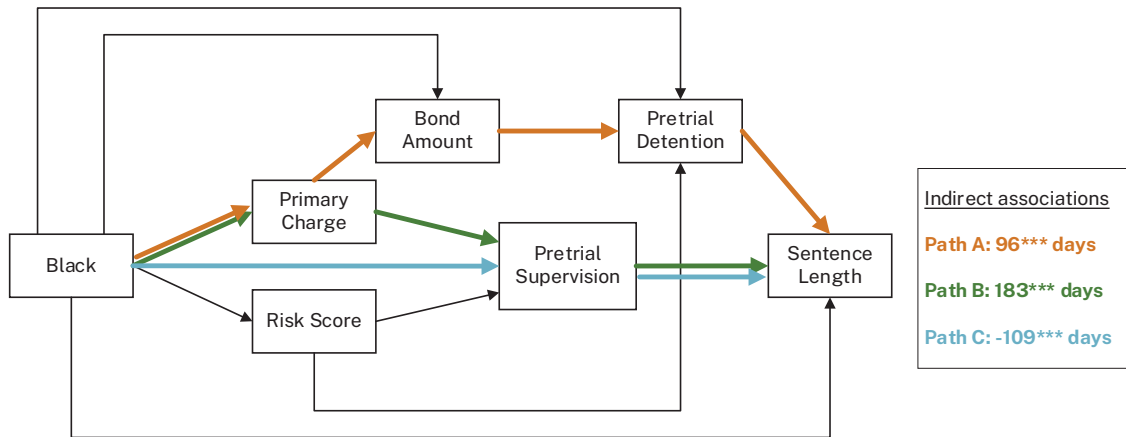 Bond
Amount
Pretrial
Detention
Primary
Charge
Black
Pretrial
Supervision
Sentence
Length
Risk Score
Indirect associations
Path A: 96*** days
Path B: 183*** days
Path C: -109*** days